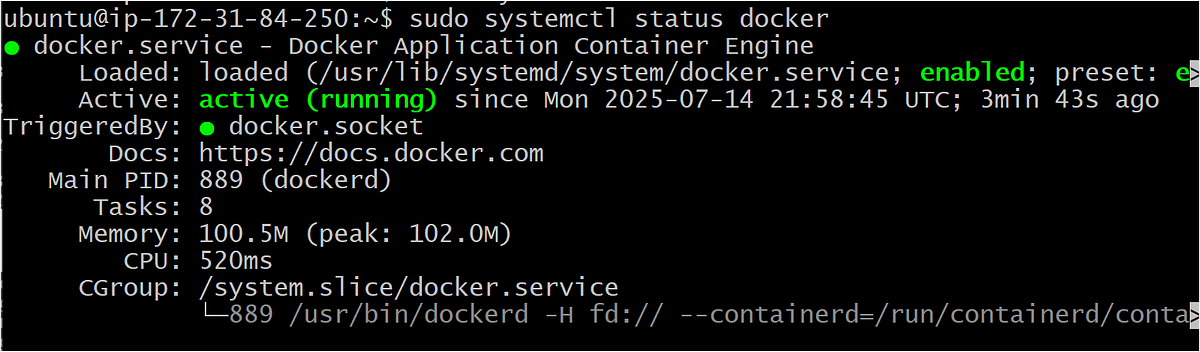 ubuntu@ip-172-31-84-250:~$ sudo systemctl status docker
● docker.service - Docker Application Container Engine
     Loaded: loaded (/usr/lib/systemd/system/docker.service; enabled; preset: e>
     Active: active (running) since Mon 2025-07-14 21:58:45 UTC; 3min 43s ago
TriggeredBy: ● docker.socket
       Docs: https://docs.docker.com
   Main PID: 889 (dockerd)
      Tasks: 8
     Memory: 100.5M (peak: 102.0M)
        CPU: 520ms
     CGroup: /system.slice/docker.service
             └─889 /usr/bin/dockerd -H fd:// --containerd=/run/containerd/conta>